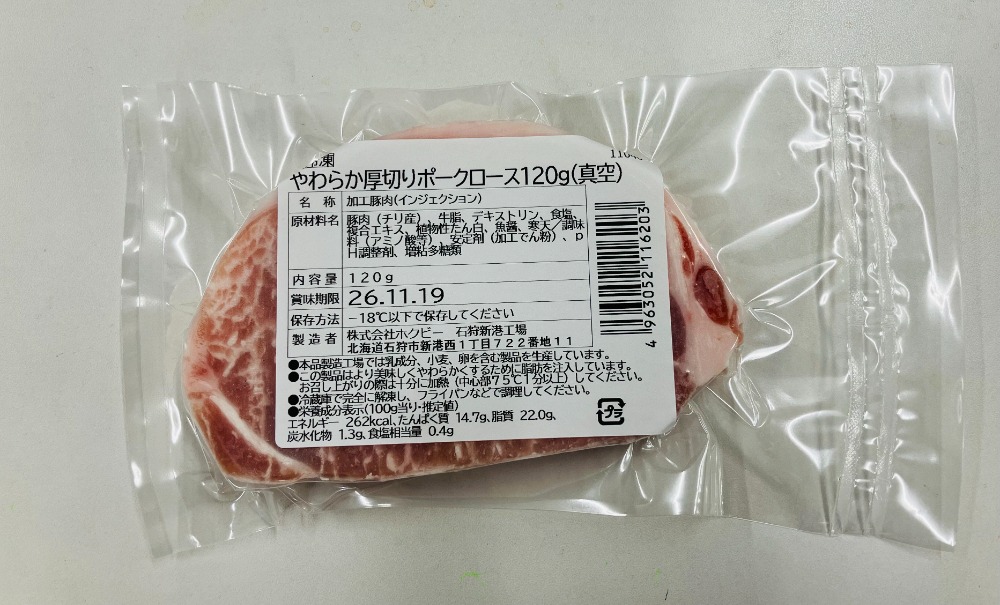 冷凍
やわらか厚切りポークロース120g(真空)
名 称 加工豚肉(インジェクション)
原材料名 豚肉（チリ産）、牛脂、デキストリン、食塩、
複合エキス、植物性たん白、魚醤、寒天／調味
料（アミノ酸等）　安定剤（加工でん粉）、ｐ
Ｈ調整剤、増粘多糖類
内容量 120g
賞味期限 26.11.19
保存方法 -18℃以下で保存してください
製造者 株式会社ホクビー　石狩新港工場
北海道石狩市新港西１丁目７２２番地11
●本品製造工場では乳成分、小麦、卵を含む製品を生産しています。
●この製品はより美味しくやわらかくするために脂肪を注入しています。
お召し上がりの際は十分に加熱（中心部75℃1分以上）してください。
●冷蔵庫で完全に解凍し、フライパンなどで調理してください。
●栄養成分表示(100g当り・推定値)
エネルギー 262kcal、たんぱく質 14.7g、脂質 22.0g、
炭水化物 1.3g、食塩相当量 0.4g
4963052116203
プラ